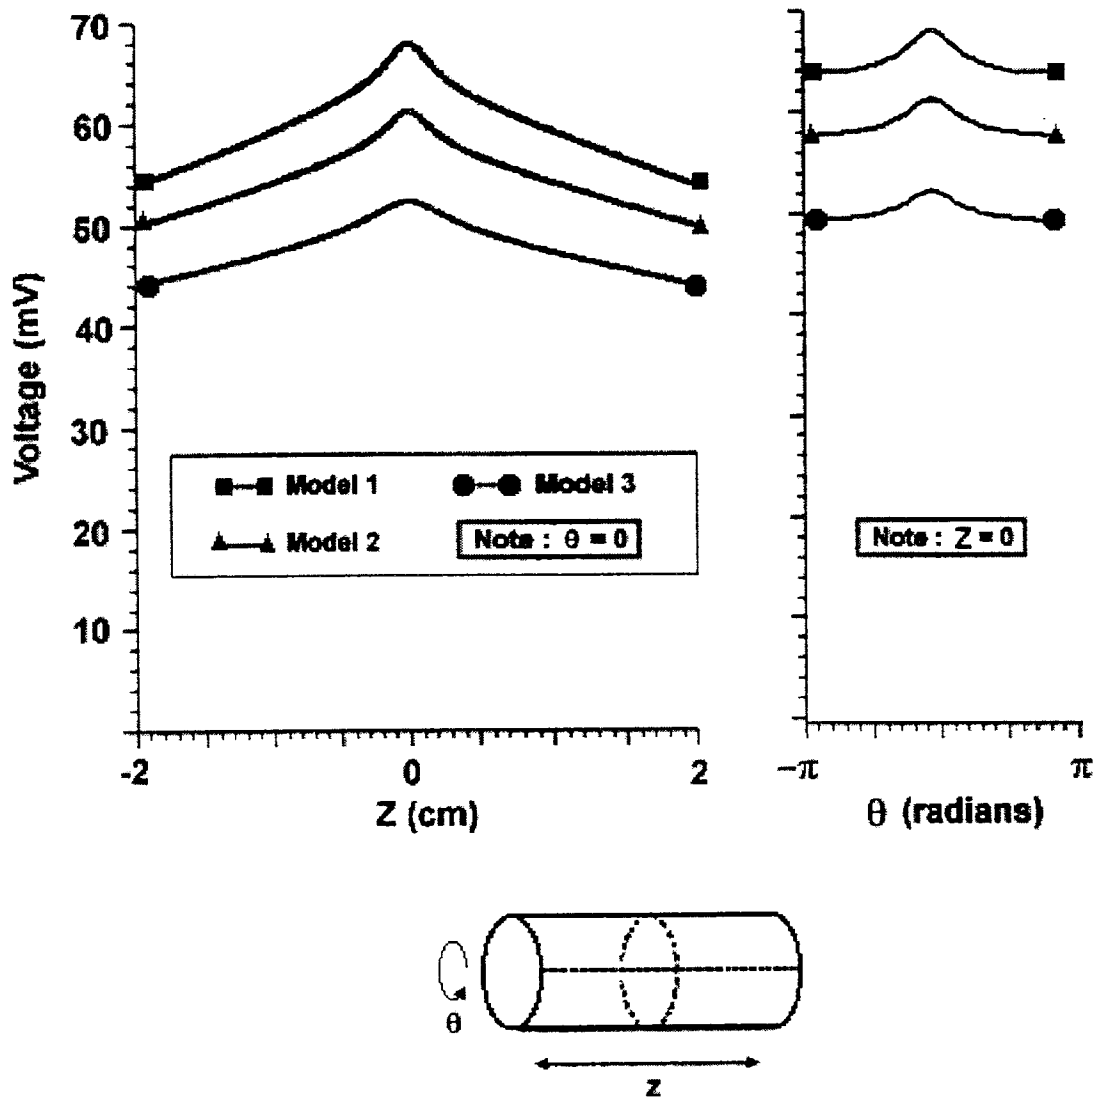 70
60
50
40
30
20
10
Voltage (mV)
Model 1
Model 3
Model 2
Note : θ = 0
-2
0
2
Z (cm)
Note : Z = 0
−π
π
θ (radians)
θ
z